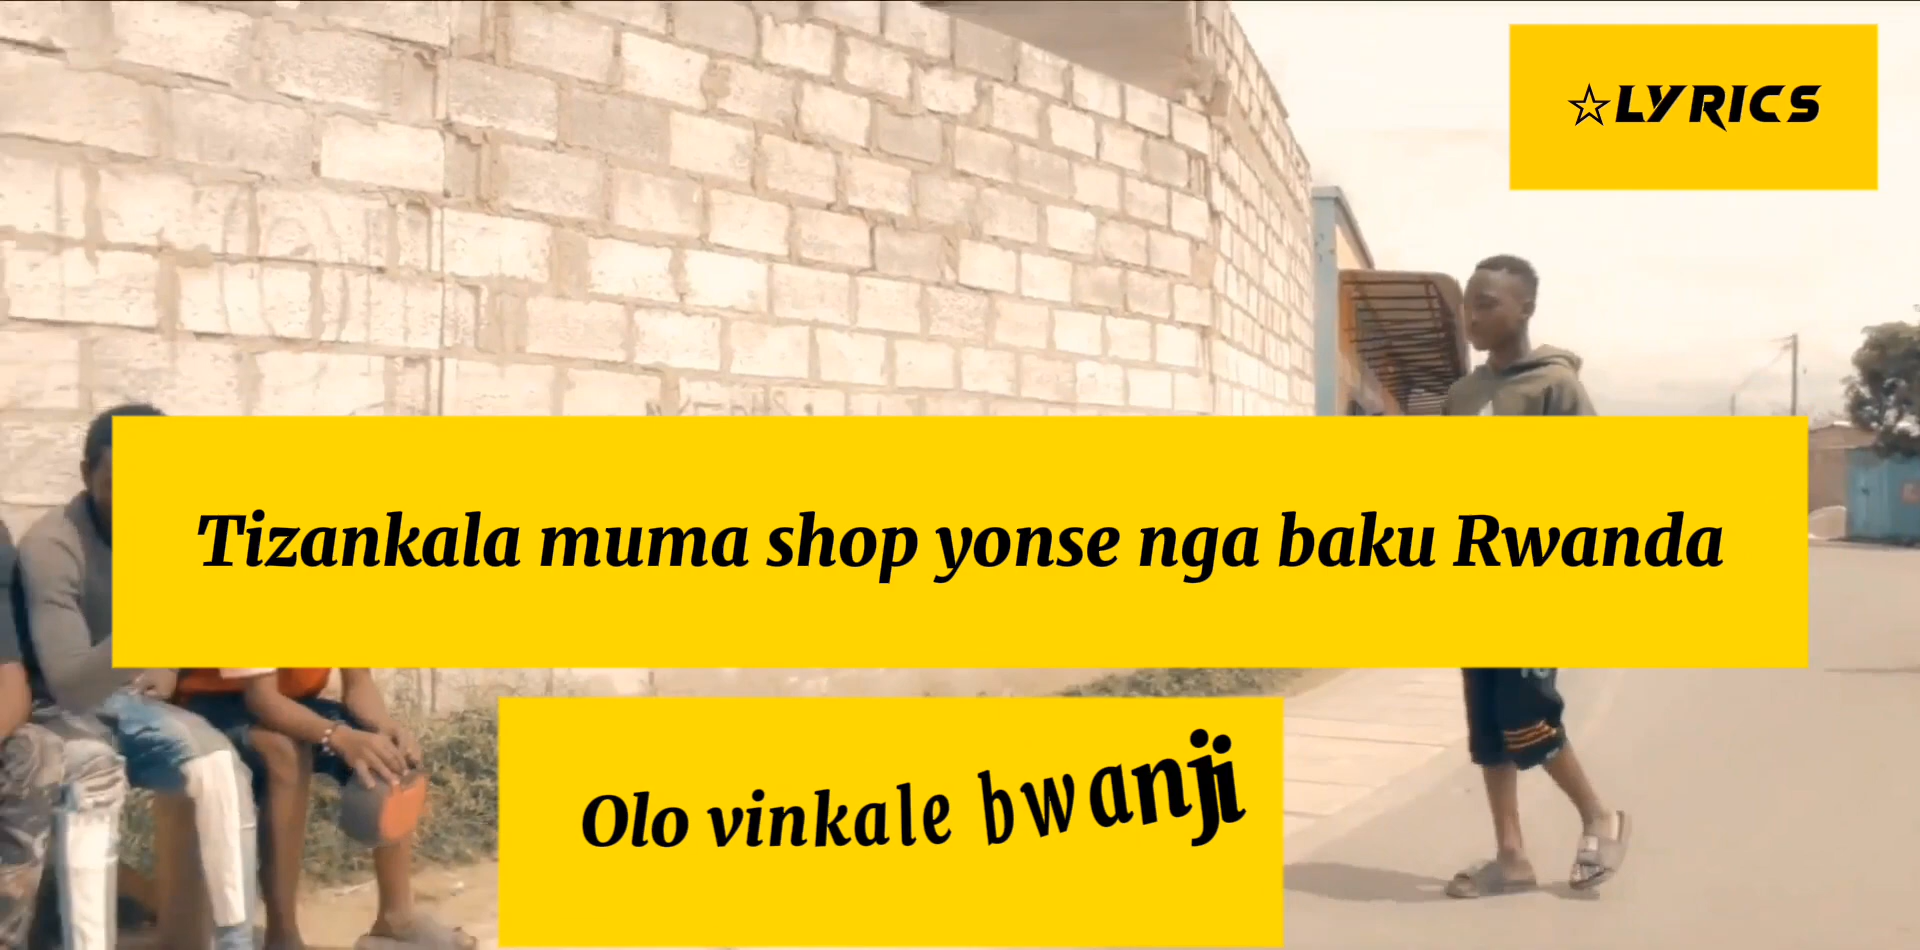 ☆LYRICS
Tizankala muma shop yonse nga baku Rwanda
Olo vinkale bwanji